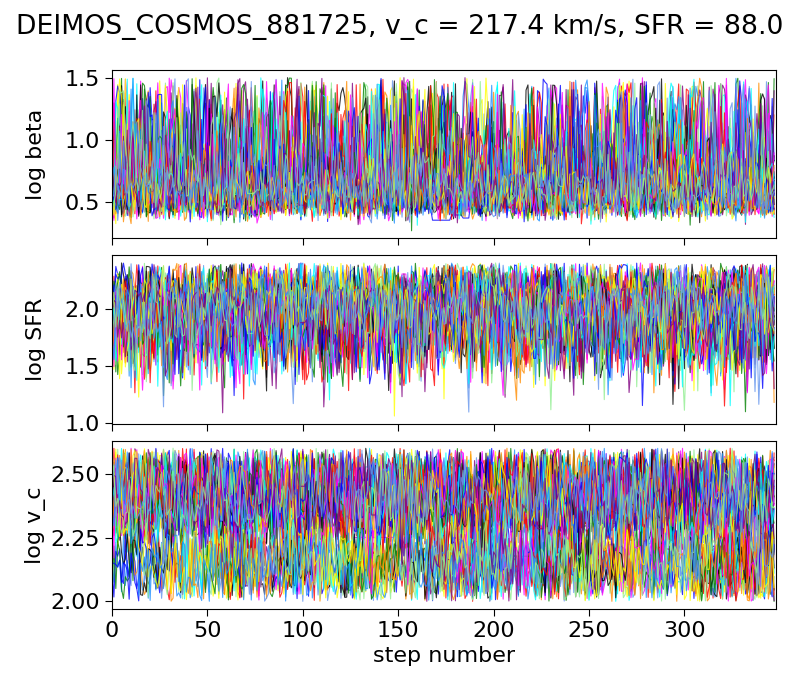 DEIMOS_COSMOS_881725, v_c = 217.4 km/s, SFR = 88.0
1.5
1.0
0.5
log beta
2.0
1.5
1.0
log SFR
2.50
2.25
2.00
log v_c
0 50 100 150 200 250 300
step number